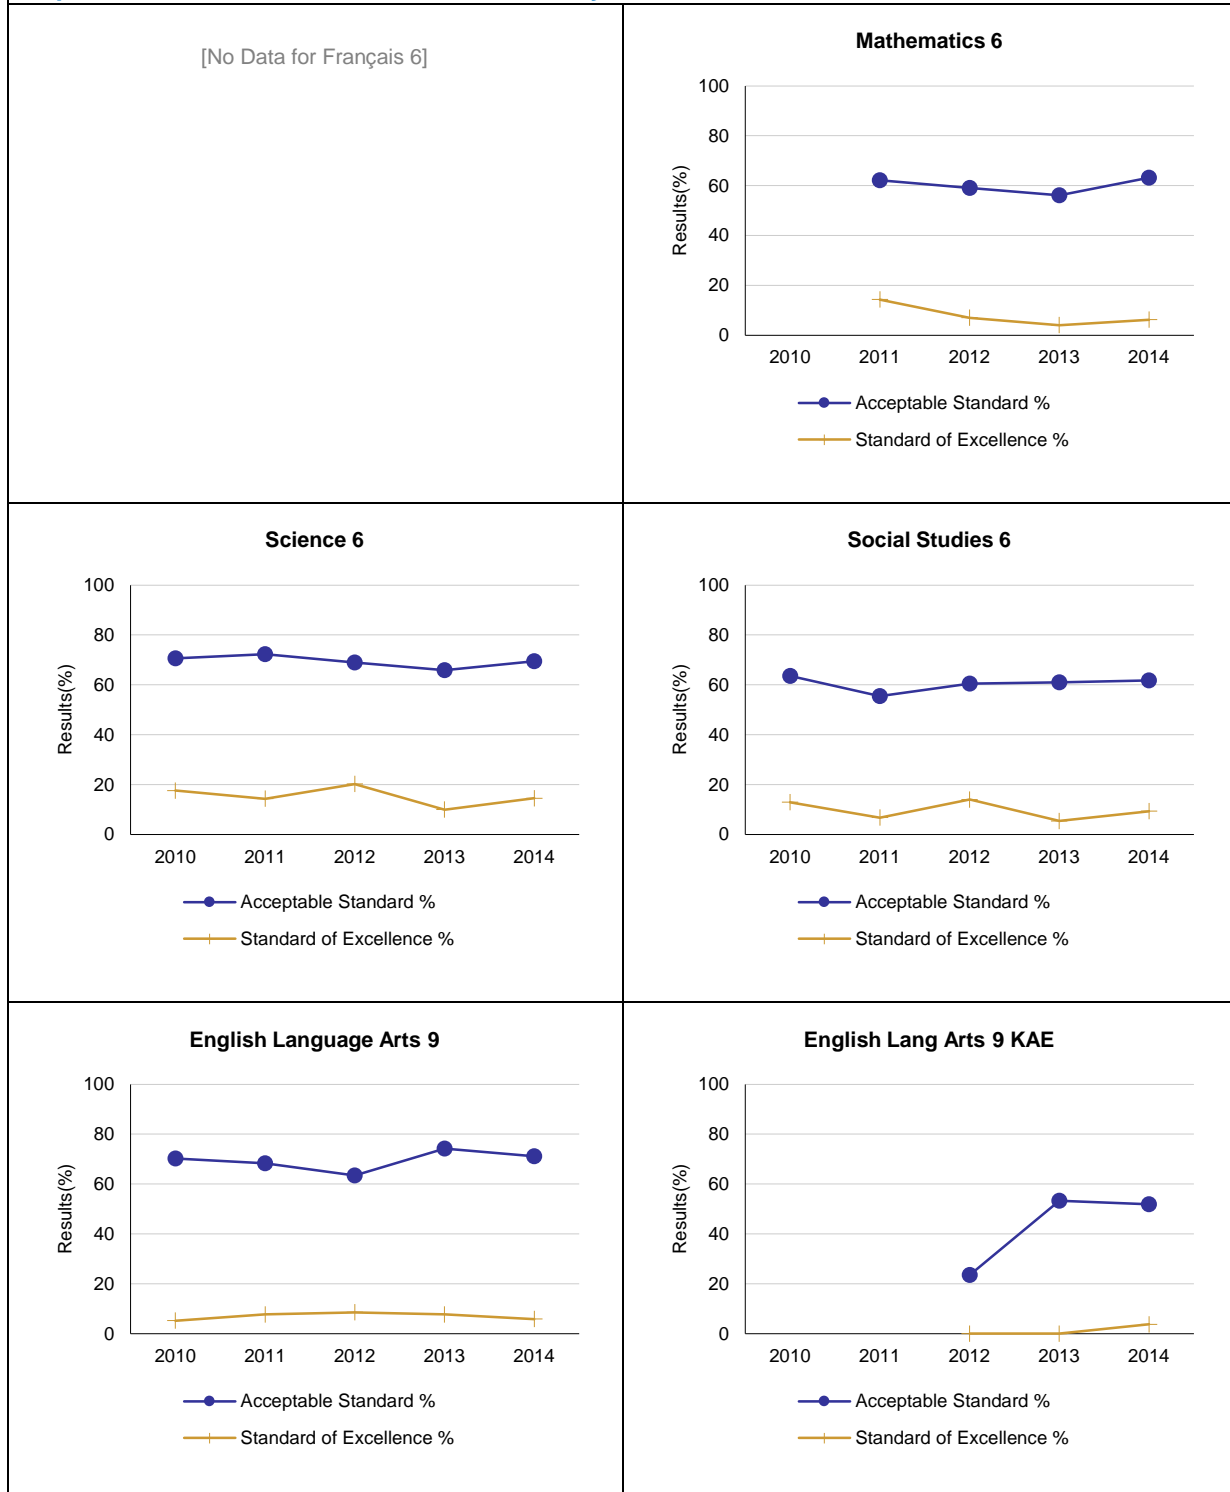 [No Data for Français 6]
Mathematics 6
100
80
60
40
20
0
Results(%)
2010 2011 2012 2013 2014
Acceptable Standard %
Standard of Excellence %
Science 6
100
80
60
40
20
0
Results(%)
2010 2011 2012 2013 2014
Acceptable Standard %
Standard of Excellence %
Social Studies 6
100
80
60
40
20
0
Results(%)
2010 2011 2012 2013 2014
Acceptable Standard %
Standard of Excellence %
English Language Arts 9
100
80
60
40
20
0
Results(%)
2010 2011 2012 2013 2014
Acceptable Standard %
Standard of Excellence %
English Lang Arts 9 KAE
100
80
60
40
20
0
Results(%)
2010 2011 2012 2013 2014
Acceptable Standard %
Standard of Excellence %